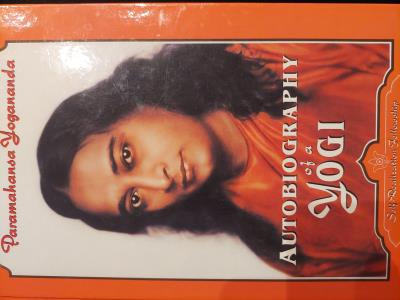 Paramahansa Yogananda
AUTOBIOGRAPHY
of a
YOGI
Self-Realization Fellowship